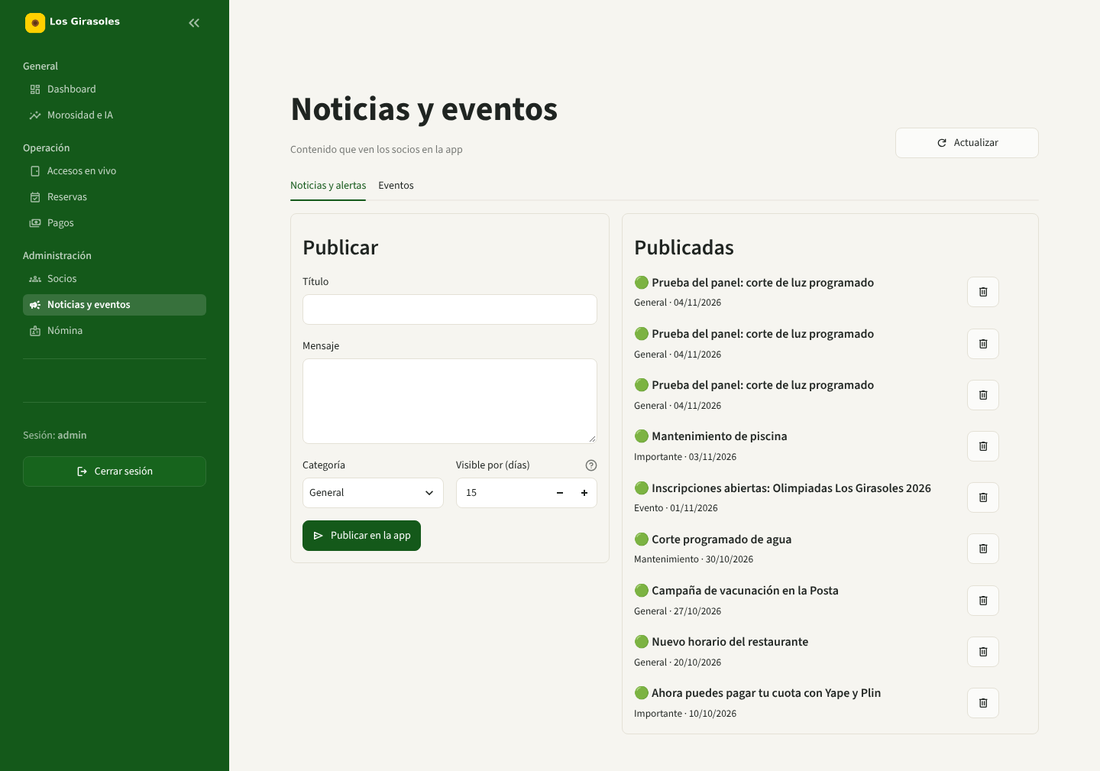 Los Girasoles
General
Dashboard
Morosidad e IA
Operación
Accesos en vivo
Reservas
Pagos
Administración
Socios
Noticias y eventos
Nómina
Sesión: admin
Cerrar sesión
Noticias y eventos
Contenido que ven los socios en la app
Actualizar
Noticias y alertas
Eventos
Publicar
Título
Mensaje
Categoría
Visible por (días)
General
15
Publicar en la app
Publicadas
Prueba del panel: corte de luz programado
General · 04/11/2026
Prueba del panel: corte de luz programado
General · 04/11/2026
Prueba del panel: corte de luz programado
General · 04/11/2026
Mantenimiento de piscina
Importante · 03/11/2026
Inscripciones abiertas: Olimpiadas Los Girasoles 2026
Evento · 01/11/2026
Corte programado de agua
Mantenimiento · 30/10/2026
Campaña de vacunación en la Posta
General · 27/10/2026
Nuevo horario del restaurante
General · 20/10/2026
Ahora puedes pagar tu cuota con Yape y Plin
Importante · 10/10/2026